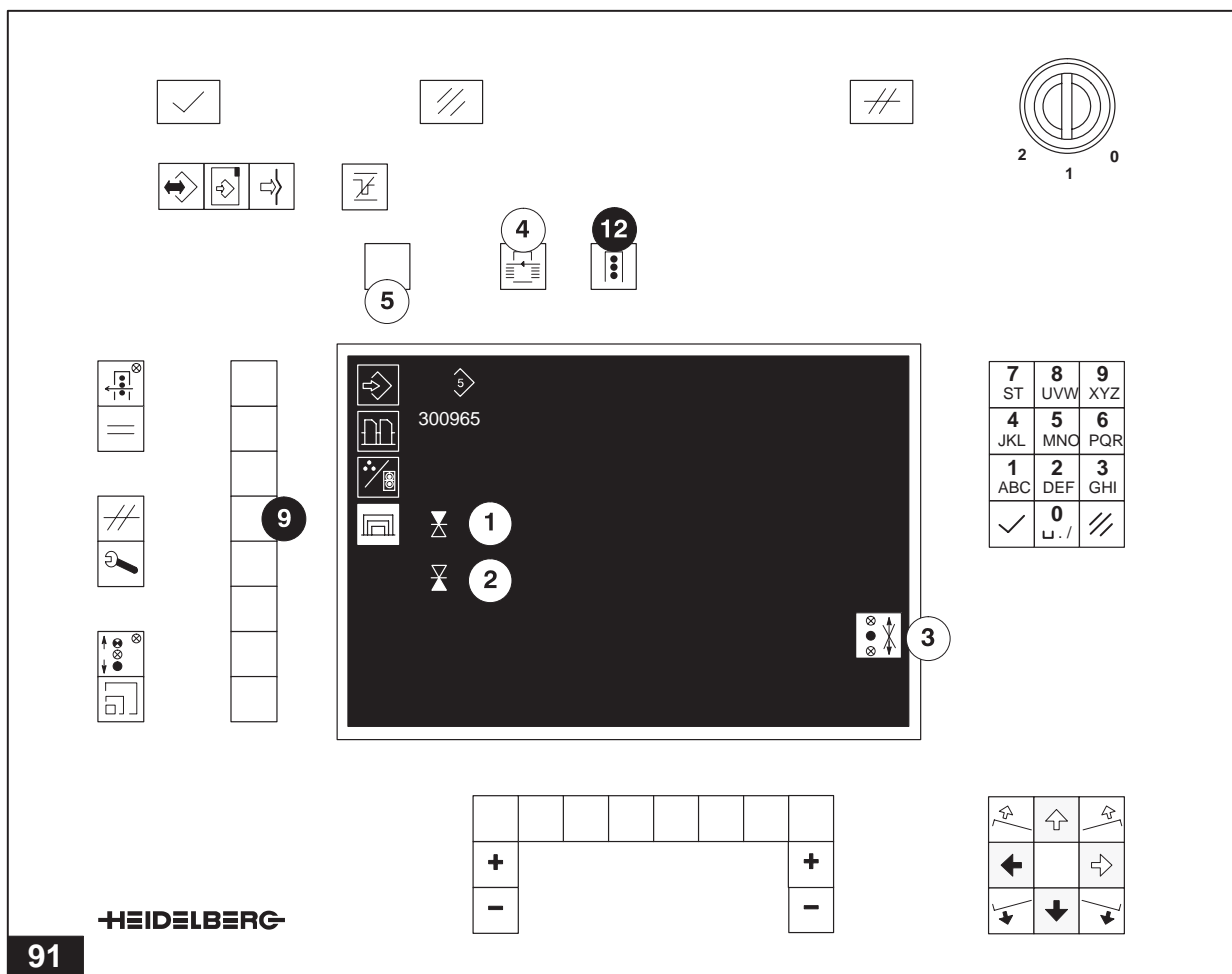 2 1 0
4 12
5
5
300965
9
1
2
3
7 8 9
ST UVW XYZ
4 5 6
JKL MNO PQR
1 2 3
ABC DEF GHI
0
␣ . /
+ +
− −
HEIDELBERG
91